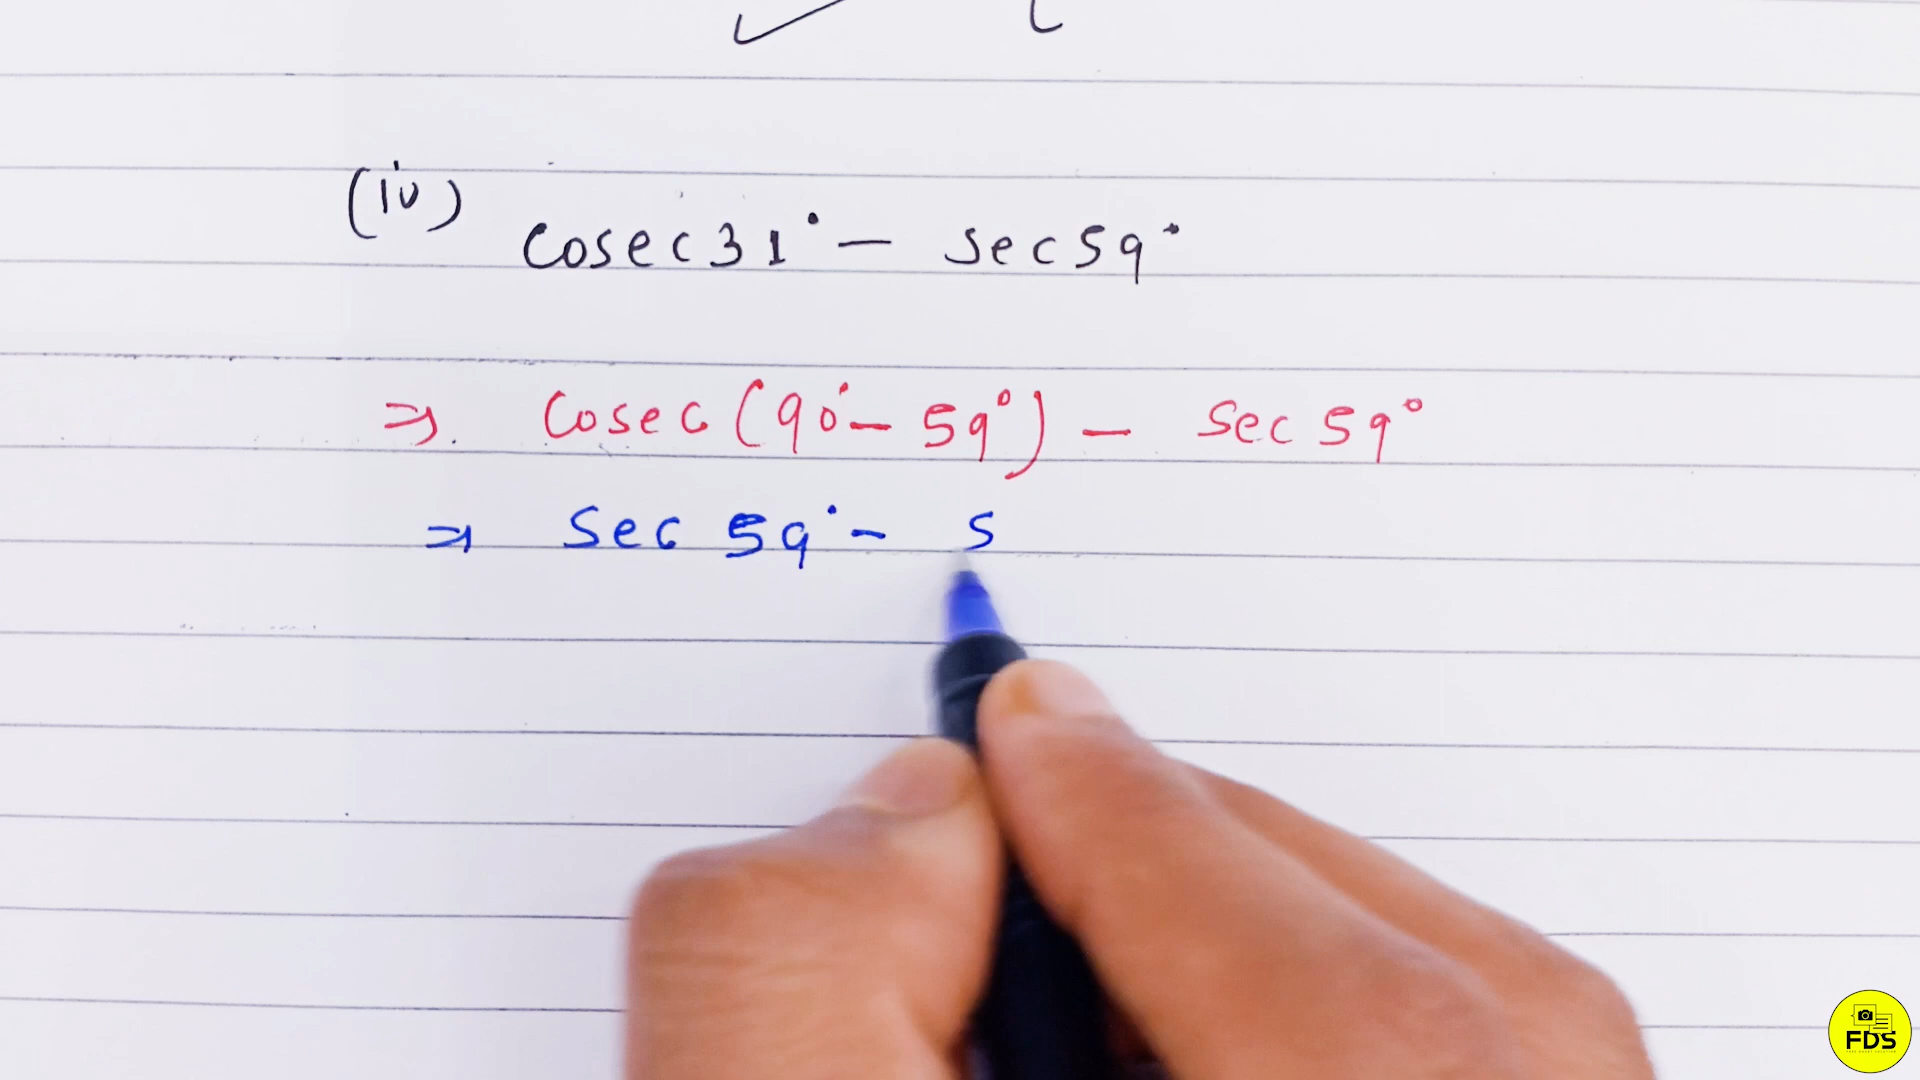 (iv) Cosec 31° - Sec 59°
⇒ Cosec (90° - 59°) - Sec 59°
⇒ Sec 59° - S
FDS